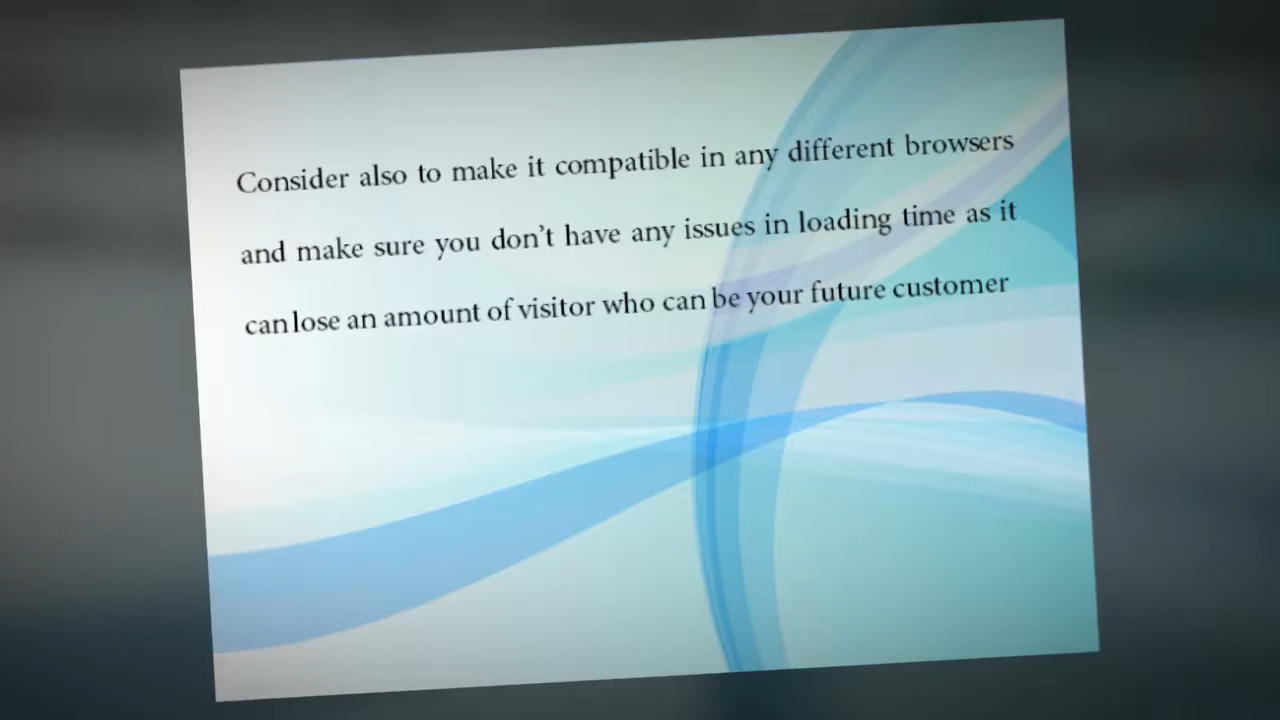 Consider also to make it compatible in any different browsers
and make sure you don't have any issues in loading time as it
can lose an amount of visitor who can be your future customer